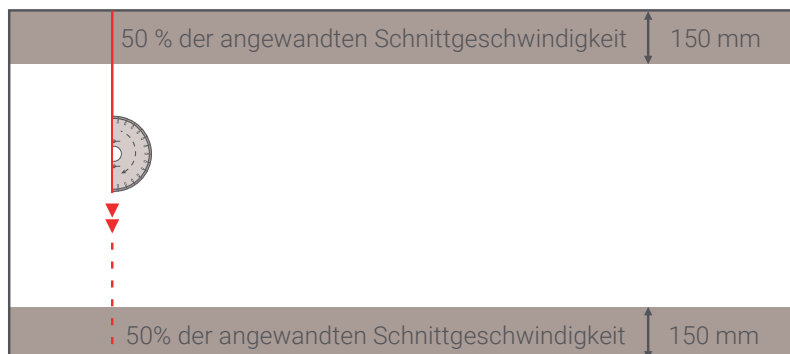 50 % der angewandten Schnittgeschwindigkeit 150 mm
50% der angewandten Schnittgeschwindigkeit 150 mm